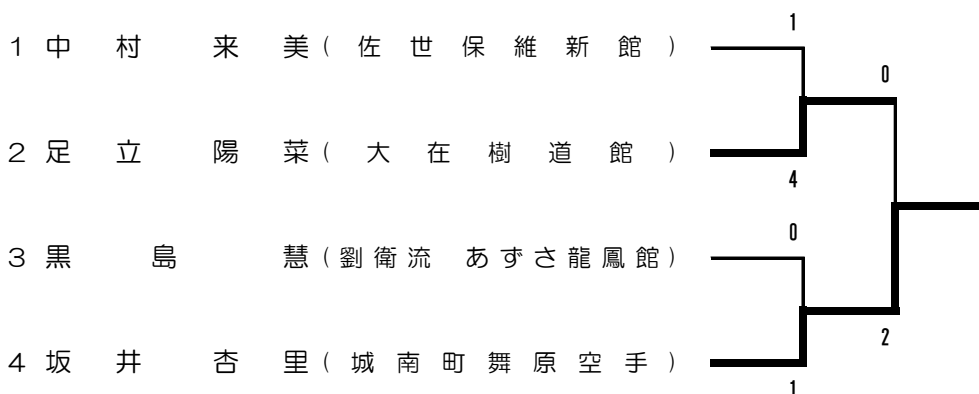 1
1 中村 来美(佐世保維新館)
0
2 足立 陽菜(大在樹道館)
4
0
3 黒島 慧(劉衛流 あずさ龍鳳館)
2
4 坂井 杏里(城南町舞原空手)
1